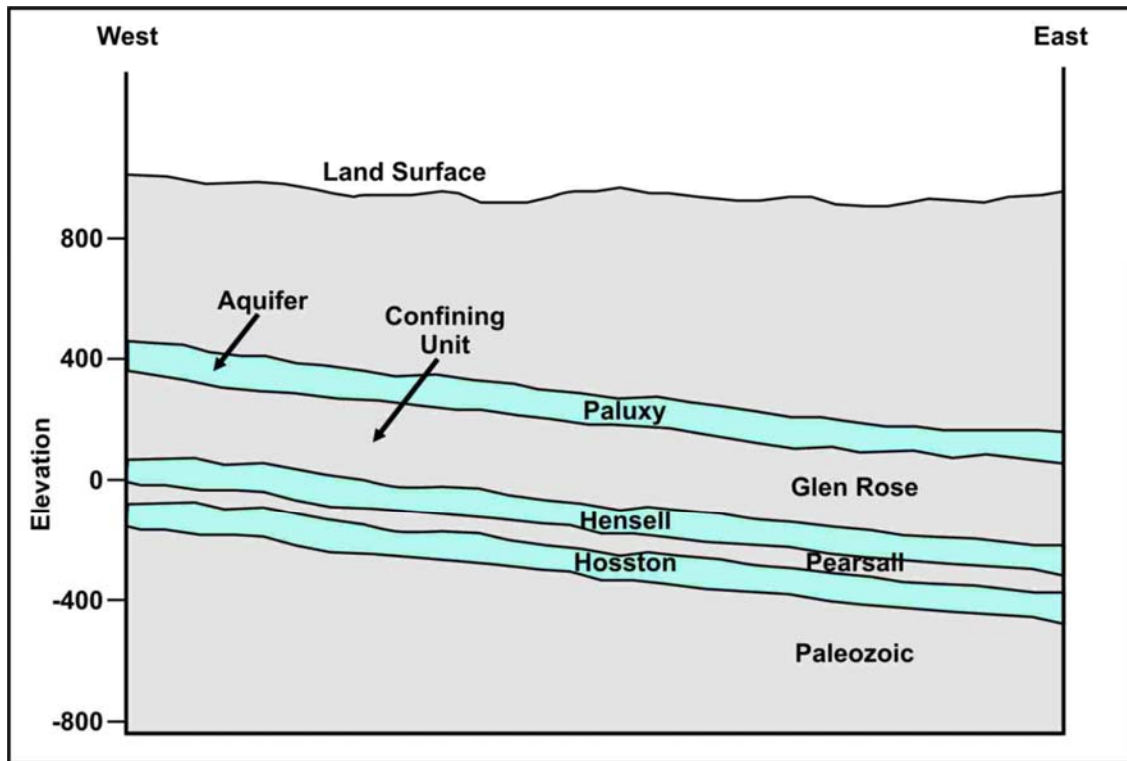 West
East
Land Surface
800
Aquifer
Confining
Unit
400
Paluxy
Elevation
0
Glen Rose
Hensell
Hosston
Pearsall
-400
Paleozoic
-800